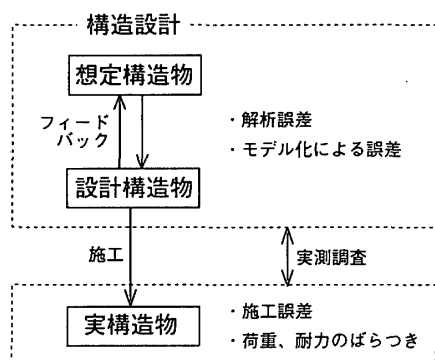 構造設計
想定構造物
フィード
バック
・解析誤差
・モデル化による誤差
設計構造物
施工
実測調査
実構造物
・施工誤差
・荷重、耐力のばらつき